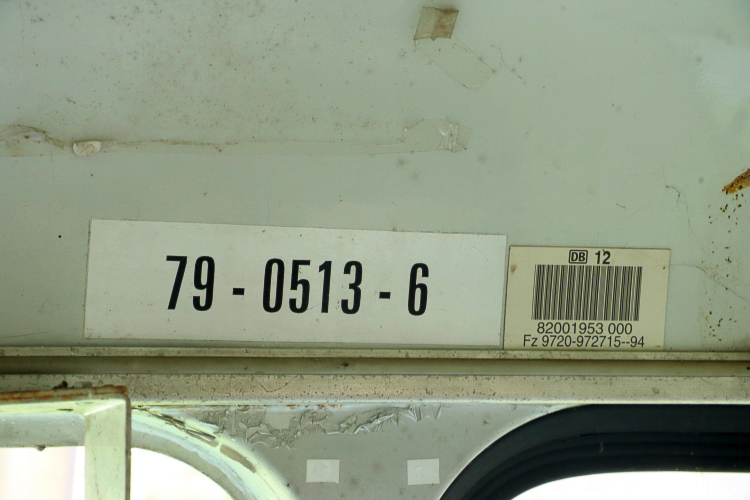 79 - 0513 - 6
DB 12
82001953 000
Fz 9720-972715--94